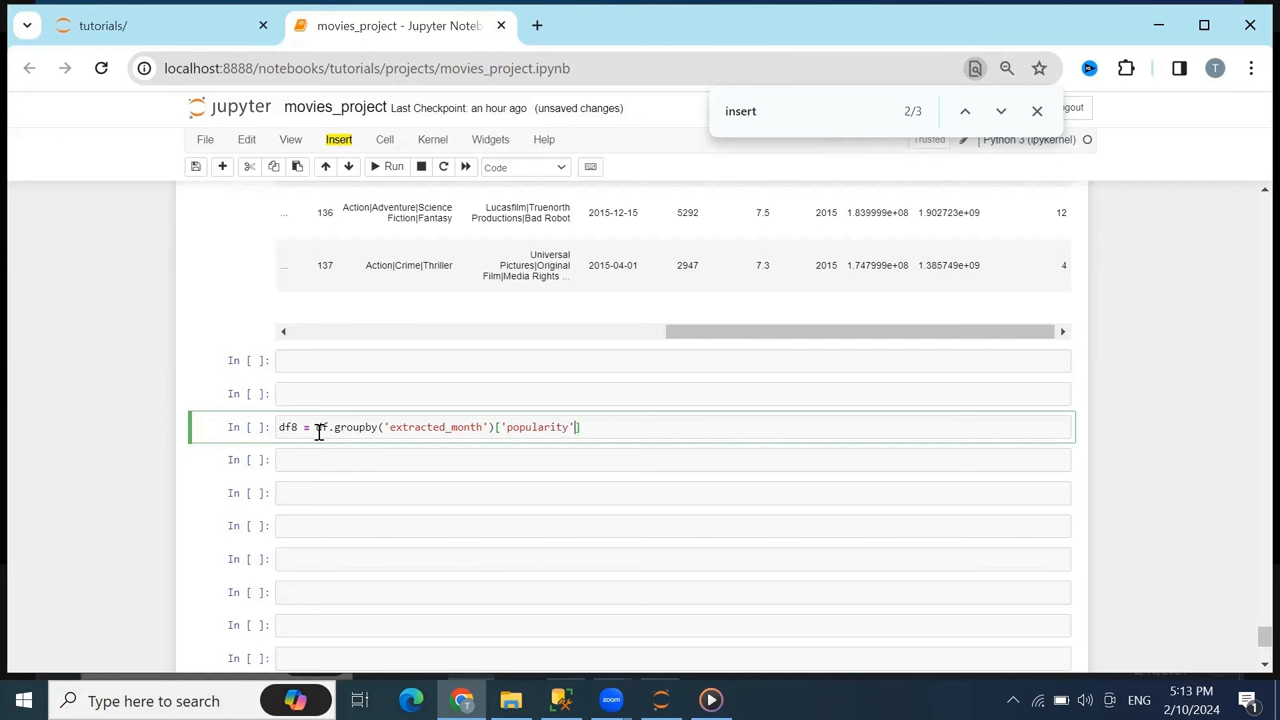 tutorials/
movies_project - Jupyter Noteb
localhost:8888/notebooks/tutorials/projects/movies_project.ipynb
T
insert 2/3
jupyter movies_project Last Checkpoint: an hour ago (unsaved changes) ogout
File Edit View Insert Cell Kernel Widgets Help Trusted Python 3 (ipykernel)
Run Code
... 136 Action|Adventure|Science
Fiction|Fantasy Lucasfilm|Truenorth
Productions|Bad Robot 2015-12-15 5292 7.5 2015 1.839999e+08 1.902723e+09 12
... 137 Action|Crime|Thriller Universal
Pictures|Original
Film|Media Rights ... 2015-04-01 2947 7.3 2015 1.747999e+08 1.385749e+09 4
In [ ]:
In [ ]:
In [ ]: df8 = df.groupby('extracted_month')['popularity']
In [ ]:
In [ ]:
In [ ]:
In [ ]:
In [ ]:
In [ ]:
In [ ]:
Type here to search
zoom
T
ENG
5:13 PM
2/10/2024
1